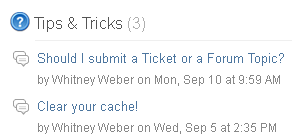 ? Tips & Tricks (3)
Should I submit a Ticket or a Forum Topic?
by Whitney Weber on Mon, Sep 10 at 9:59 AM
Clear your cache!
by Whitney Weber on Wed, Sep 5 at 2:35 PM